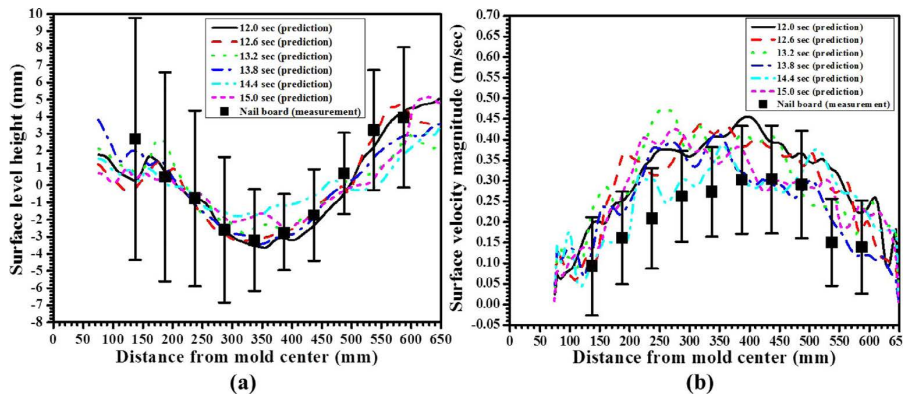 10
9
8
7
6
5
4
3
2
1
0
-1
-2
-3
-4
-5
-6
-7
-8
Surface level height (mm)
12.0 sec (prediction)
12.6 sec (prediction)
13.2 sec (prediction)
13.8 sec (prediction)
14.4 sec (prediction)
15.0 sec (prediction)
Nail board (measurement)
0 50 100 150 200 250 300 350 400 450 500 550 600 650
Distance from mold center (mm)
(a)
0.70
0.65
0.60
0.55
0.50
0.45
0.40
0.35
0.30
0.25
0.20
0.15
0.10
0.05
0.00
-0.05
Surface velocity magnitude (m/sec)
12.0 sec (prediction)
12.6 sec (prediction)
13.2 sec (prediction)
13.8 sec (prediction)
14.4 sec (prediction)
15.0 sec (prediction)
Nail board (measurement)
0 50 100 150 200 250 300 350 400 450 500 550 600 65
Distance from mold center (mm)
(b)